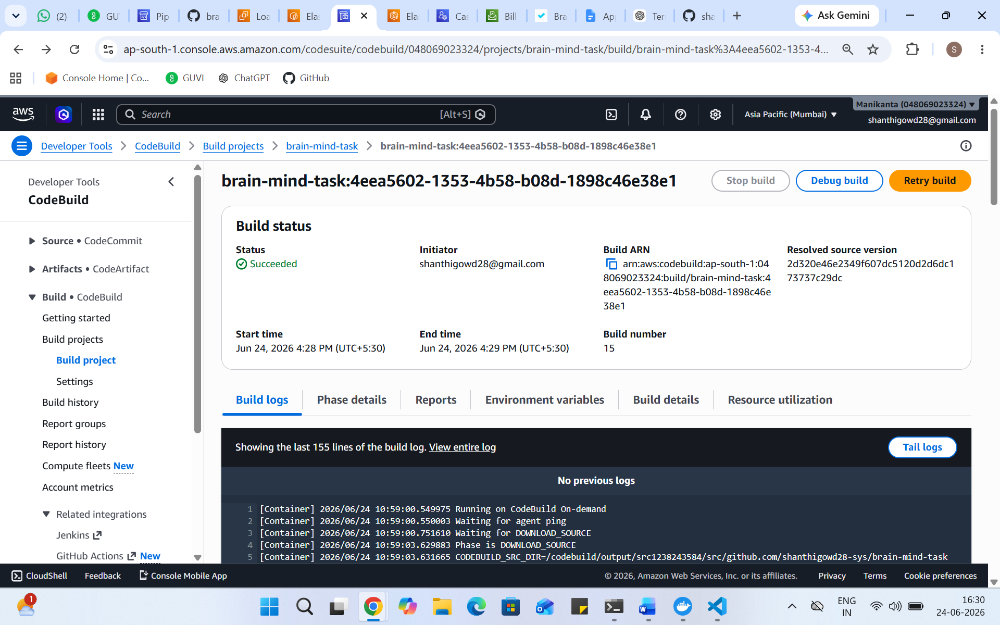 (2)
GU
Pip
bra
Loa
Ela
Ela
Cas
Bill
Bra
Ap
Ter
sha
Ask Gemini
ap-south-1.console.aws.amazon.com/codesuite/codebuild/048069023324/projects/brain-mind-task/build/brain-mind-task%3A4eea5602-1353-4...
S
Console Home | Co...
GUVI
ChatGPT
GitHub
aws
Search
[Alt+S]
Asia Pacific (Mumbai)
Manikanta (048069023324)
shanthigowd28@gmail.com
Developer Tools
CodeBuild
Build projects
brain-mind-task
brain-mind-task:4eea5602-1353-4b58-b08d-1898c46e38e1
Developer Tools
CodeBuild
Source • CodeCommit
Artifacts • CodeArtifact
Build • CodeBuild
Getting started
Build projects
Build project
Settings
Build history
Report groups
Report history
Compute fleets New
Account metrics
Related integrations
Jenkins
GitHub Actions New
brain-mind-task:4eea5602-1353-4b58-b08d-1898c46e38e1
Stop build
Debug build
Retry build
Build status
Status
Succeeded
Initiator
shanthigowd28@gmail.com
Build ARN
arn:aws:codebuild:ap-south-1:04
8069023324:build/brain-mind-task:4
eea5602-1353-4b58-b08d-1898c46e
38e1
Resolved source version
2d320e46e2349f607dc5120d2d6dc1
73737c29dc
Start time
Jun 24, 2026 4:28 PM (UTC+5:30)
End time
Jun 24, 2026 4:29 PM (UTC+5:30)
Build number
15
Build logs
Phase details
Reports
Environment variables
Build details
Resource utilization
Showing the last 155 lines of the build log. View entire log
Tail logs
No previous logs
1 [Container] 2026/06/24 10:59:00.549975 Running on CodeBuild On-demand
2 [Container] 2026/06/24 10:59:00.550003 Waiting for agent ping
3 [Container] 2026/06/24 10:59:00.751610 Waiting for DOWNLOAD_SOURCE
4 [Container] 2026/06/24 10:59:03.629883 Phase is DOWNLOAD_SOURCE
5 [Container] 2026/06/24 10:59:03.631665 CODEBUILD_SRC_DIR=/codebuild/output/src1238243584/src/github.com/shanthigowd28-sys/brain-mind-task
CloudShell
Feedback
Console Mobile App
© 2026, Amazon Web Services, Inc. or its affiliates.
Privacy
Terms
Cookie preferences
1
ENG
IN
16:30
24-06-2026